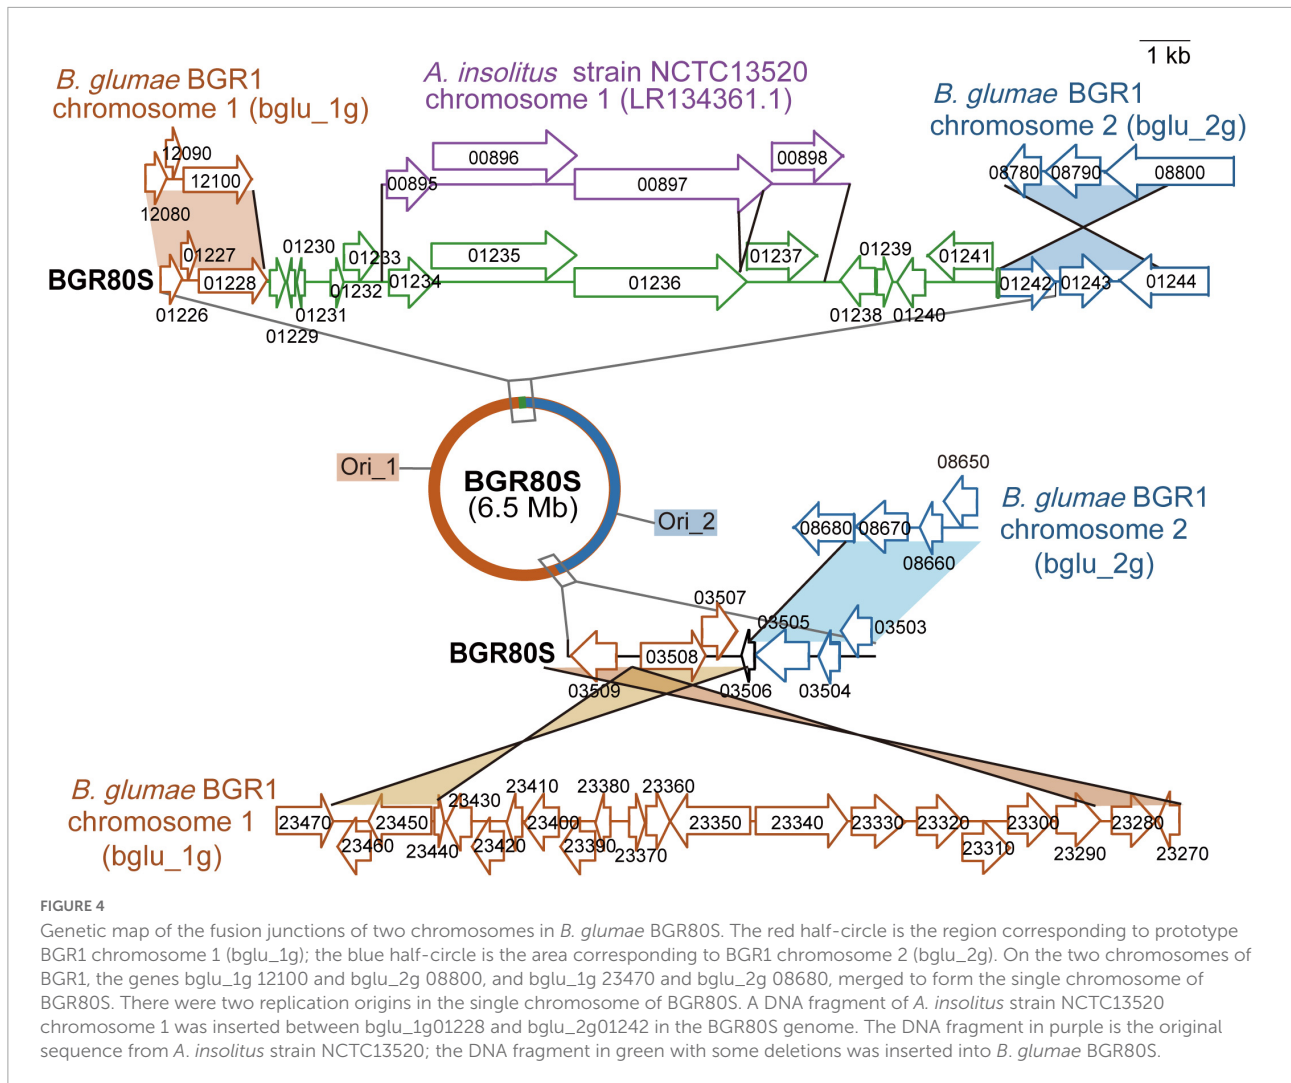 1 kb
B. glumae BGR1
chromosome 1 (bglu_1g)
A. insolitus strain NCTC13520
chromosome 1 (LR134361.1)
B. glumae BGR1
chromosome 2 (bglu_2g)
12090
12100
12080
00896
00895
00897
00898
08780
08790
08800
BGR80S
01227
01228
01226
01230
01229
01231
01232
01233
01234
01235
01236
01237
01239
01238
01240
01241
01242
01243
01244
Ori_1
BGR80S
(6.5 Mb)
Ori_2
08650
08680
08670
08660
B. glumae BGR1
chromosome 2
(bglu_2g)
BGR80S
03507
03505
03503
03508
03509
03506
03504
B. glumae BGR1
chromosome 1
(bglu_1g)
23470
23460
23450
23440
23430
23420
23410
23400
23390
23380
23370
23360
23350
23340
23330
23320
23310
23300
23290
23280
23270
FIGURE 4
Genetic map of the fusion junctions of two chromosomes in B. glumae BGR80S. The red half-circle is the region corresponding to prototype
BGR1 chromosome 1 (bglu_1g); the blue half-circle is the area corresponding to BGR1 chromosome 2 (bglu_2g). On the two chromosomes of
BGR1, the genes bglu_1g 12100 and bglu_2g 08800, and bglu_1g 23470 and bglu_2g 08680, merged to form the single chromosome of
BGR80S. There were two replication origins in the single chromosome of BGR80S. A DNA fragment of A. insolitus strain NCTC13520
chromosome 1 was inserted between bglu_1g01228 and bglu_2g01242 in the BGR80S genome. The DNA fragment in purple is the original
sequence from A. insolitus strain NCTC13520; the DNA fragment in green with some deletions was inserted into B. glumae BGR80S.